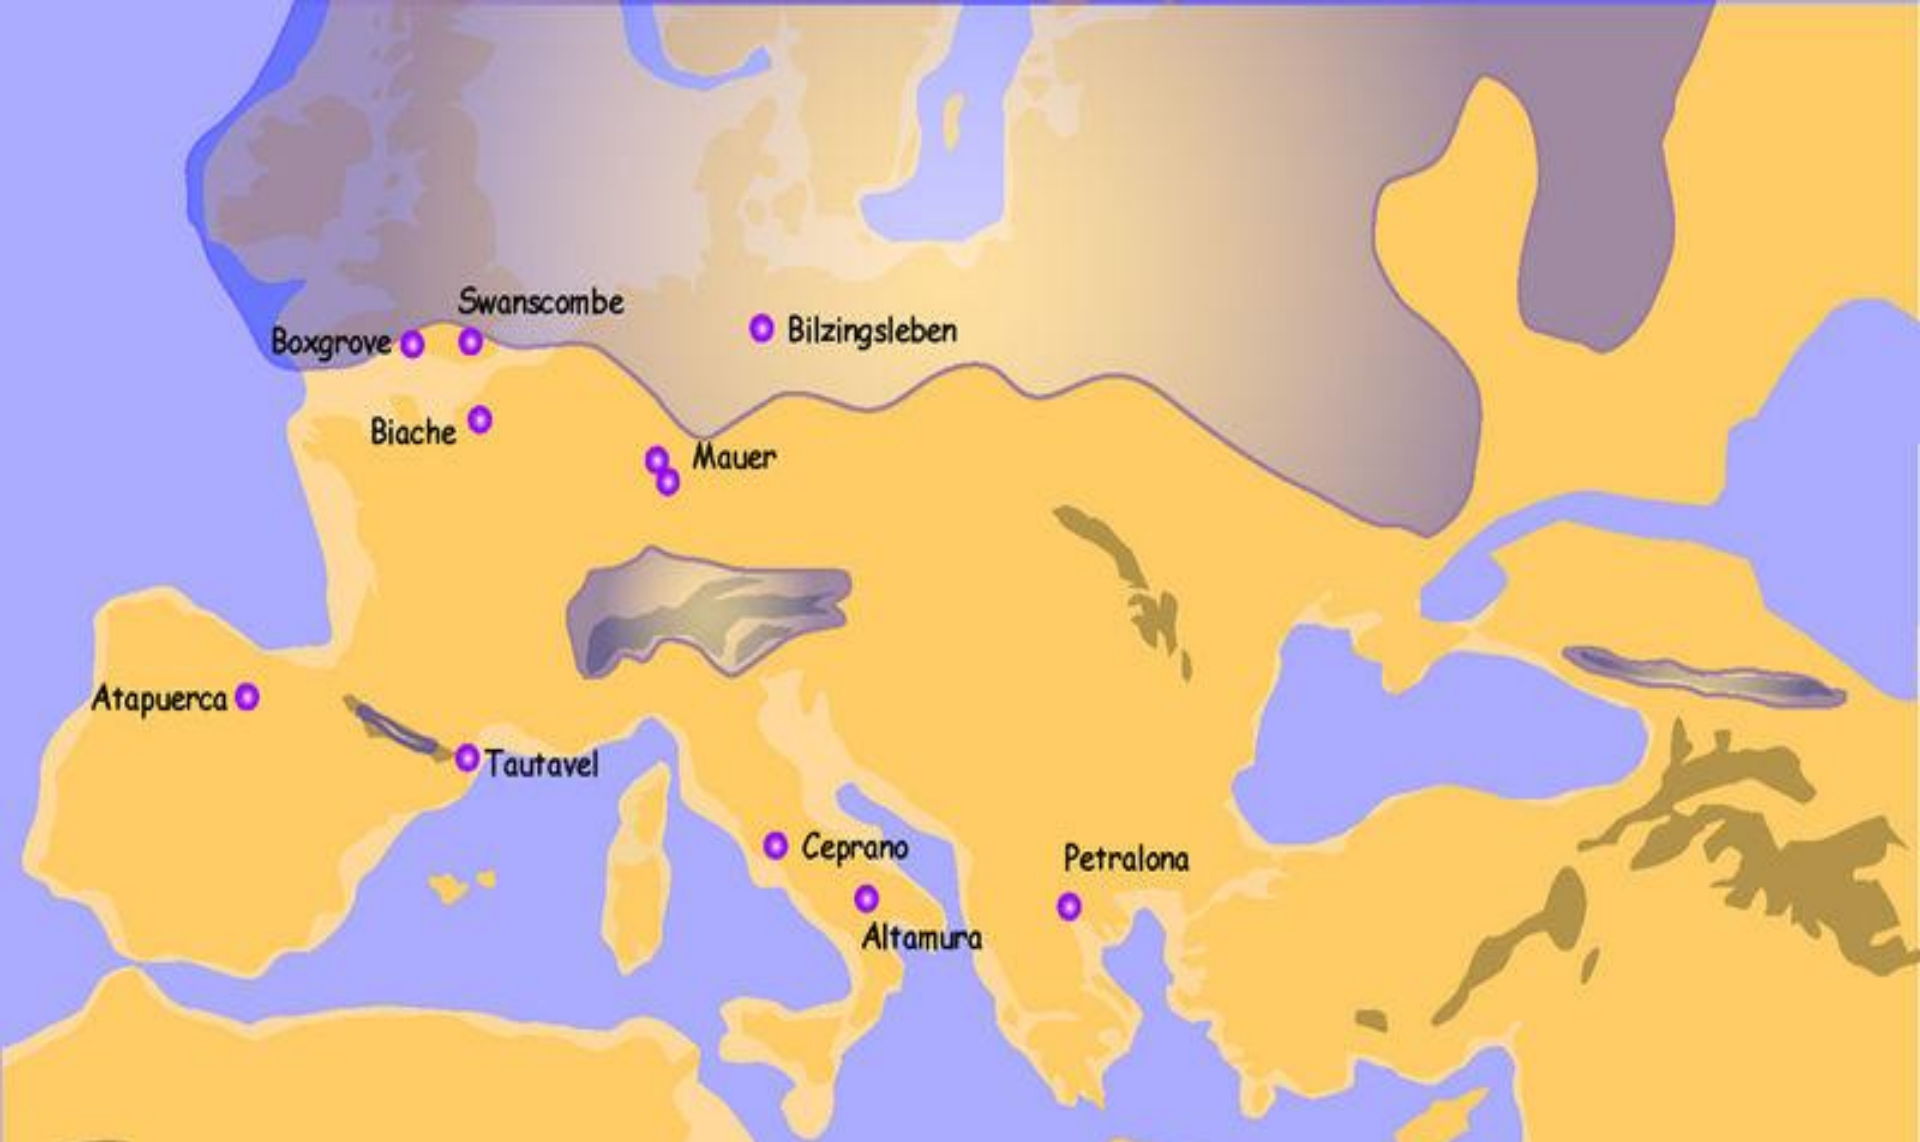 Swanscombe
Boxgrove
Bilzingsleben
Biache
Mauer
Atapuerca
Tautavel
Ceprano
Petralona
Altamura